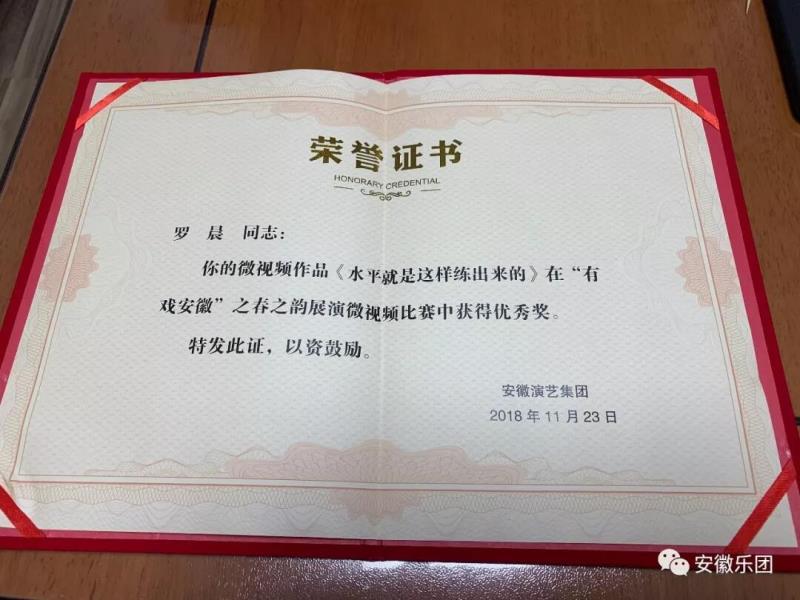 荣誉证书
HONORARY CREDENTIAL
罗 晨 同志：
你的微视频作品《水平就是这样练出来的》在“有
戏安徽”之春之韵展演微视频比赛中获得优秀奖。
特发此证，以资鼓励。
安徽演艺集团
2018 年 11 月 23 日
安徽乐团